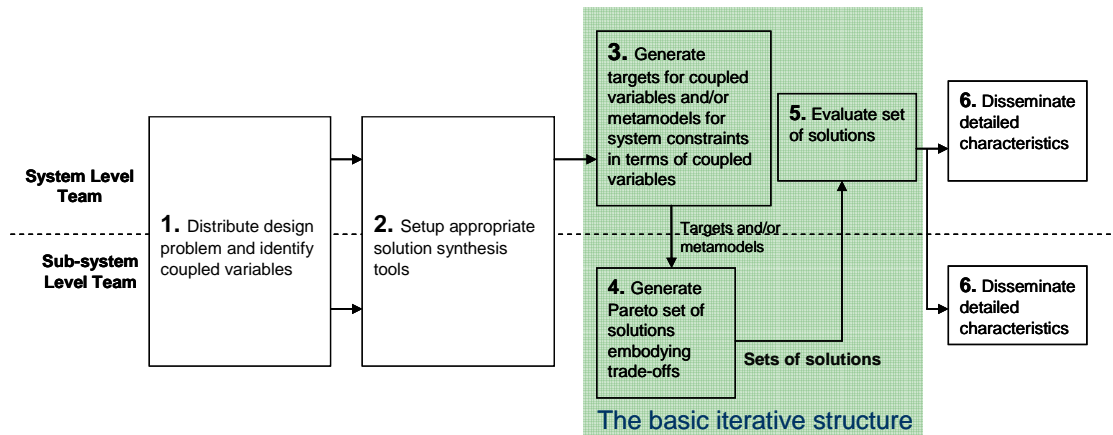 System Level
Team
Sub-system
Level Team
1. Distribute design
problem and identify
coupled variables
2. Setup appropriate
solution synthesis
tools
3. Generate
targets for coupled
variables and/or
metamodels for
system constraints
in terms of coupled
variables
Targets and/or
metamodels
4. Generate
Pareto set of
solutions
embodying
trade-offs
Sets of solutions
5. Evaluate set
of solutions
6. Disseminate
detailed
characteristics
6. Disseminate
detailed
characteristics
The basic iterative structure